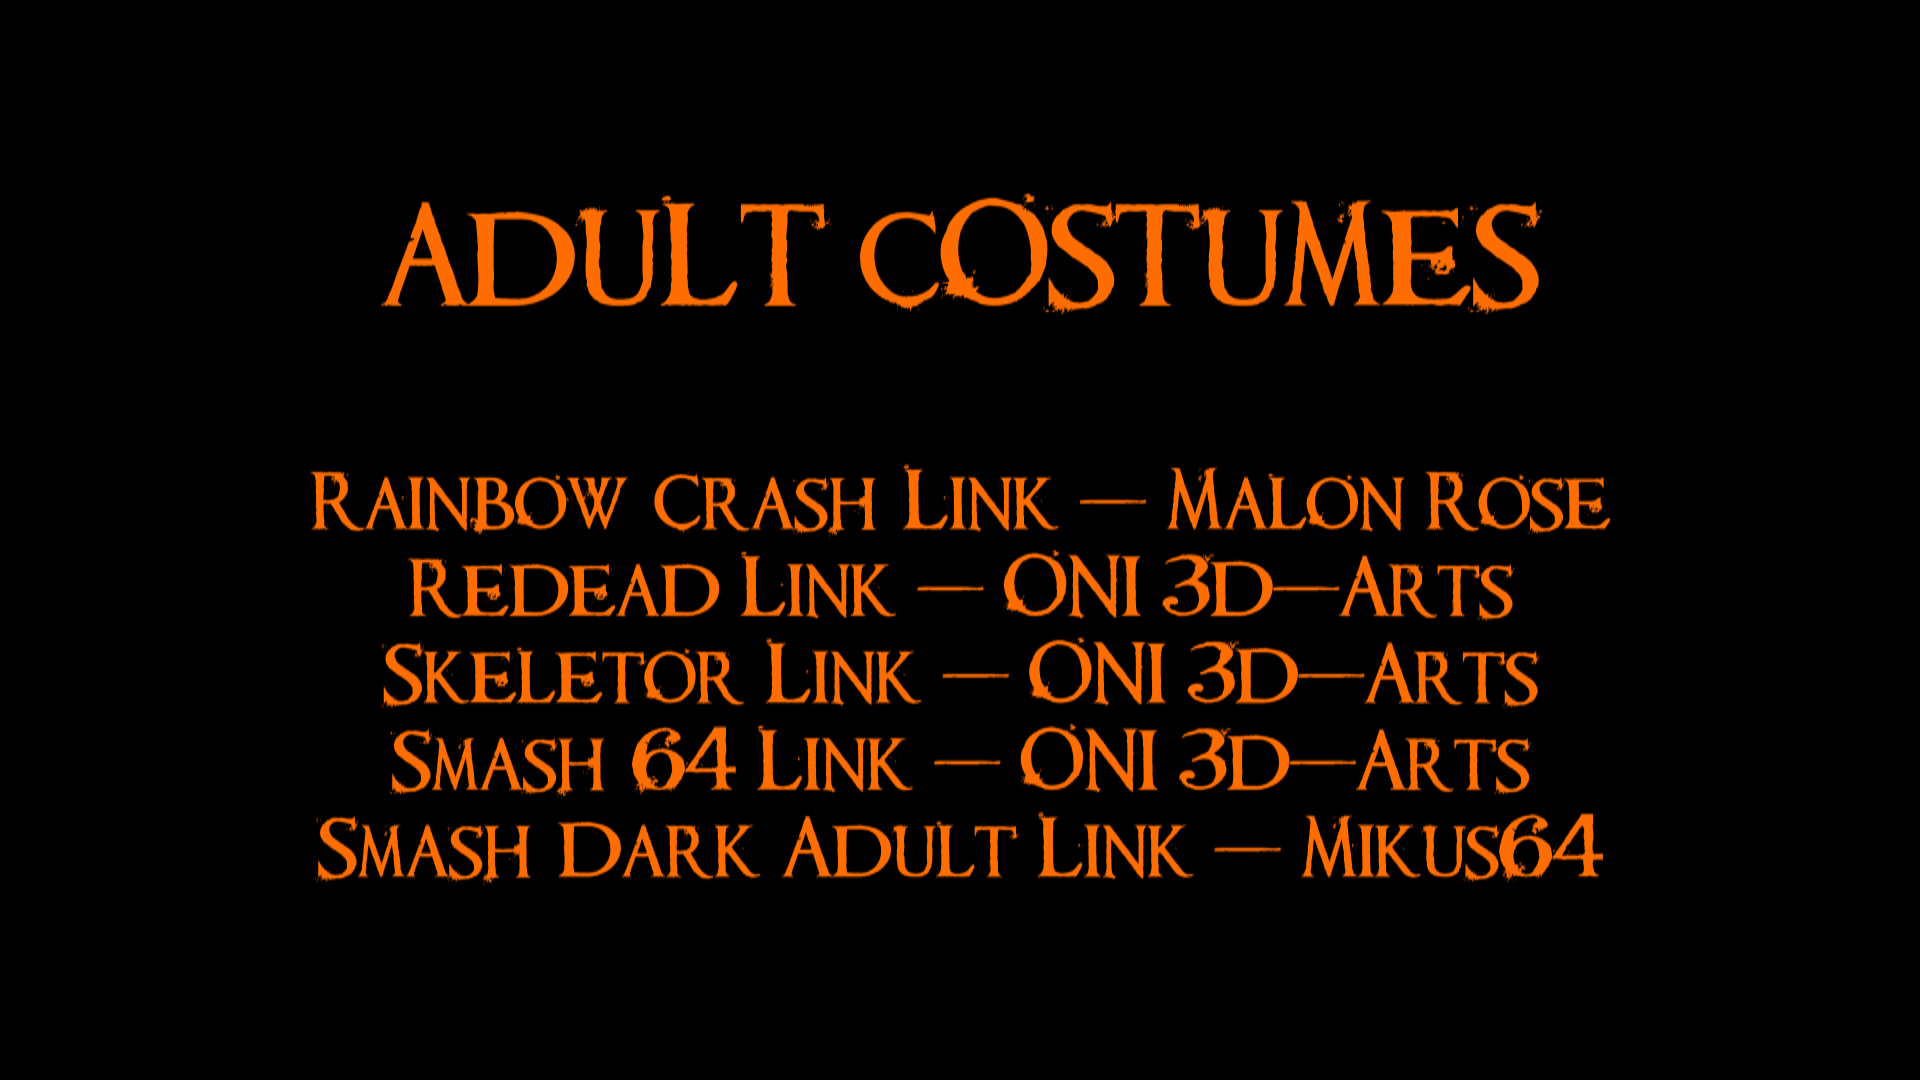 Adult Costumes
Rainbow Crash Link — Malon Rose
Redead Link — ONI 3D—Arts
Skeletor Link — ONI 3D—Arts
Smash 64 Link — ONI 3D—Arts
Smash Dark Adult Link — Mikus64